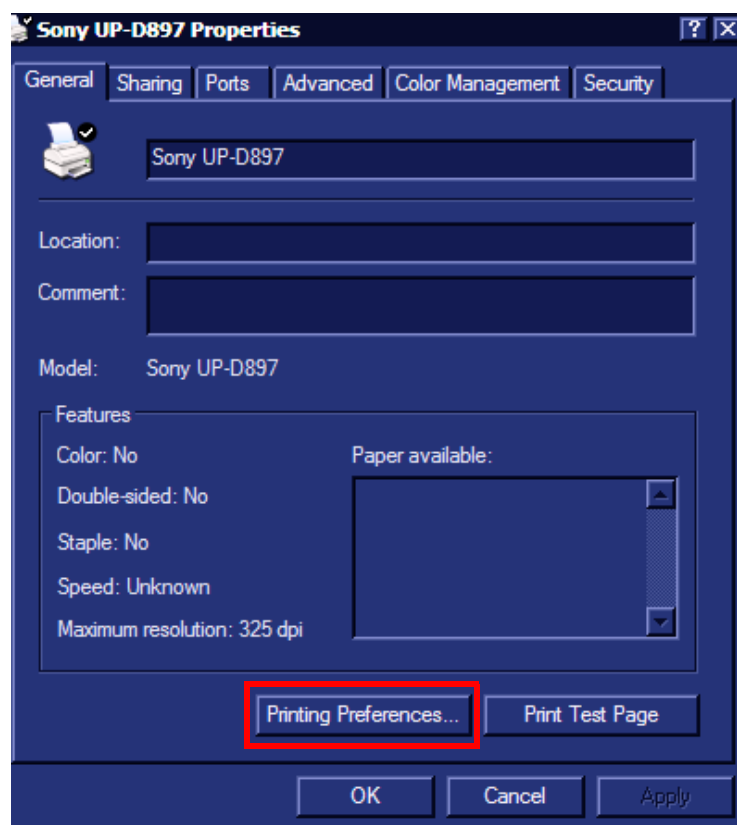 Sony UP-D897 Properties
General Sharing Ports Advanced Color Management Security
Sony UP-D897
Location:
Comment:
Model: Sony UP-D897
Features
Color: No Paper available:
Double-sided: No
Staple: No
Speed: Unknown
Maximum resolution: 325 dpi
Printing Preferences... Print Test Page
OK Cancel Apply